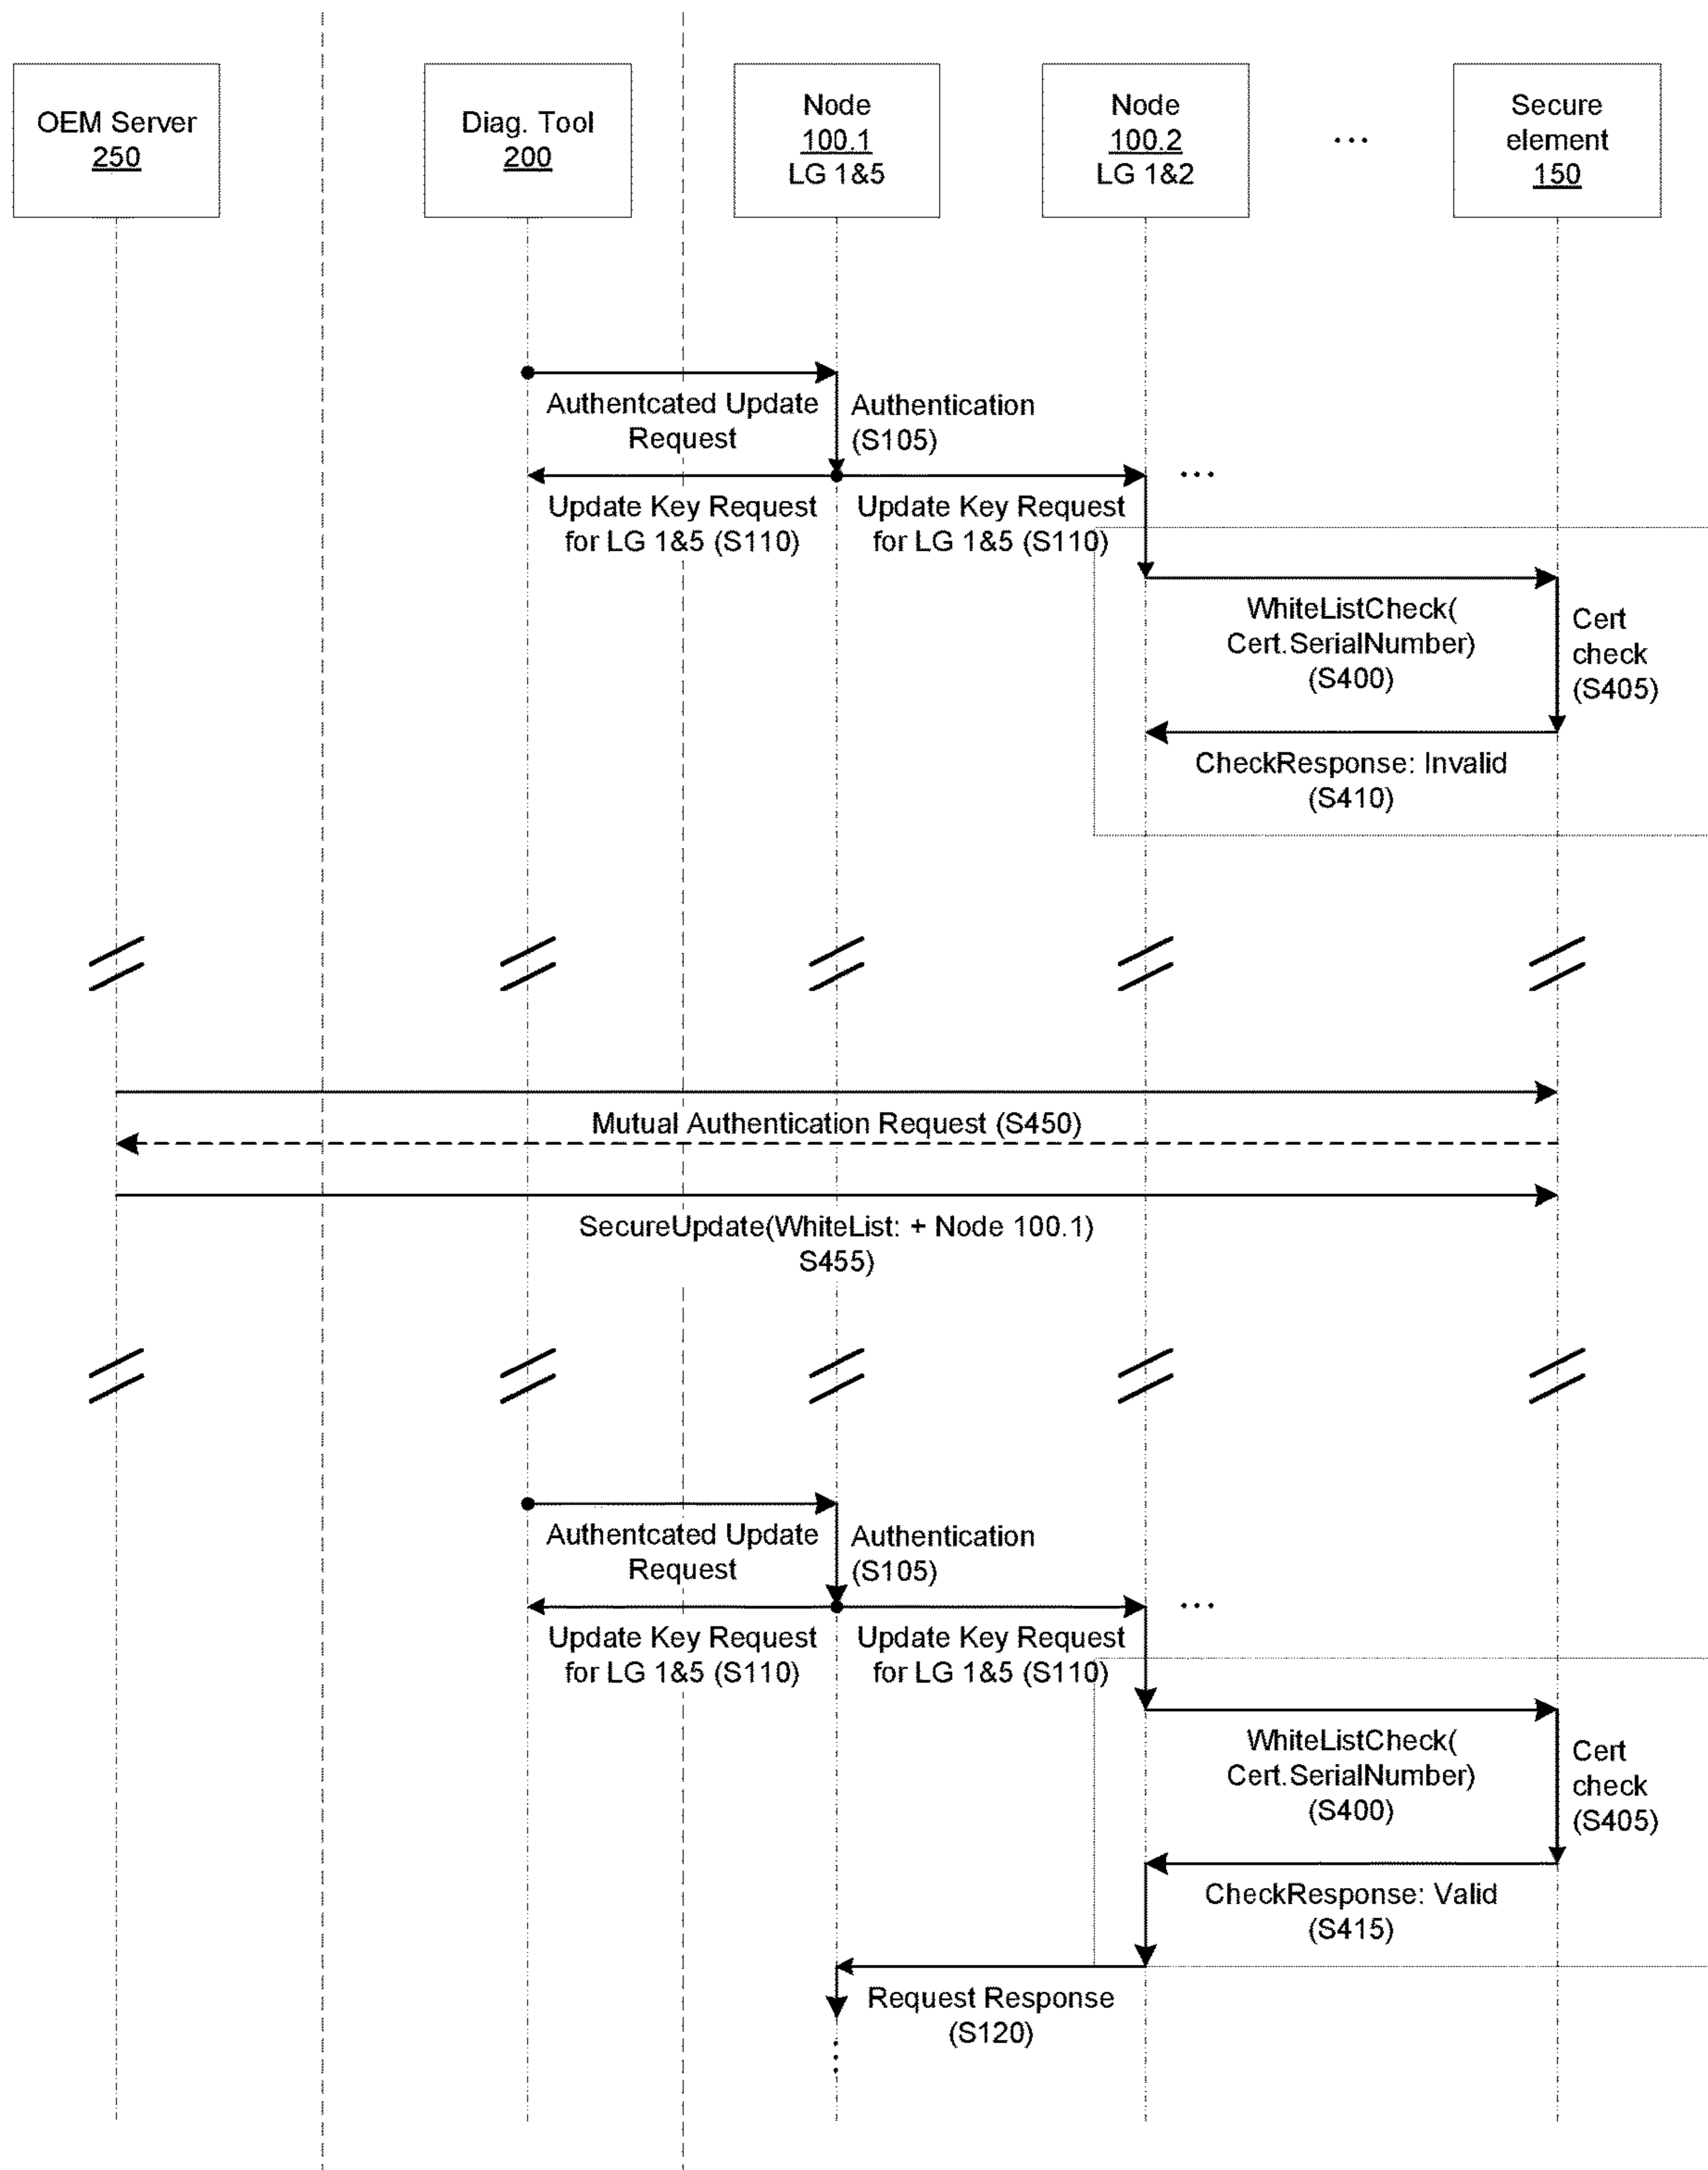 OEM Server
250
Diag. Tool
200
Node
100.1
LG 1&5
Node
100.2
LG 1&2
...
Secure
element
150
Authentcated Update
Request
Authentication
(S105)
...
Update Key Request
for LG 1&5 (S110)
Update Key Request
for LG 1&5 (S110)
WhiteListCheck(
Cert.SerialNumber)
(S400)
Cert
check
(S405)
CheckResponse: Invalid
(S410)
Mutual Authentication Request (S450)
SecureUpdate(WhiteList: + Node 100.1)
S455)
Authentcated Update
Request
Authentication
(S105)
...
Update Key Request
for LG 1&5 (S110)
Update Key Request
for LG 1&5 (S110)
WhiteListCheck(
Cert.SerialNumber)
(S400)
Cert
check
(S405)
CheckResponse: Valid
(S415)
Request Response
(S120)